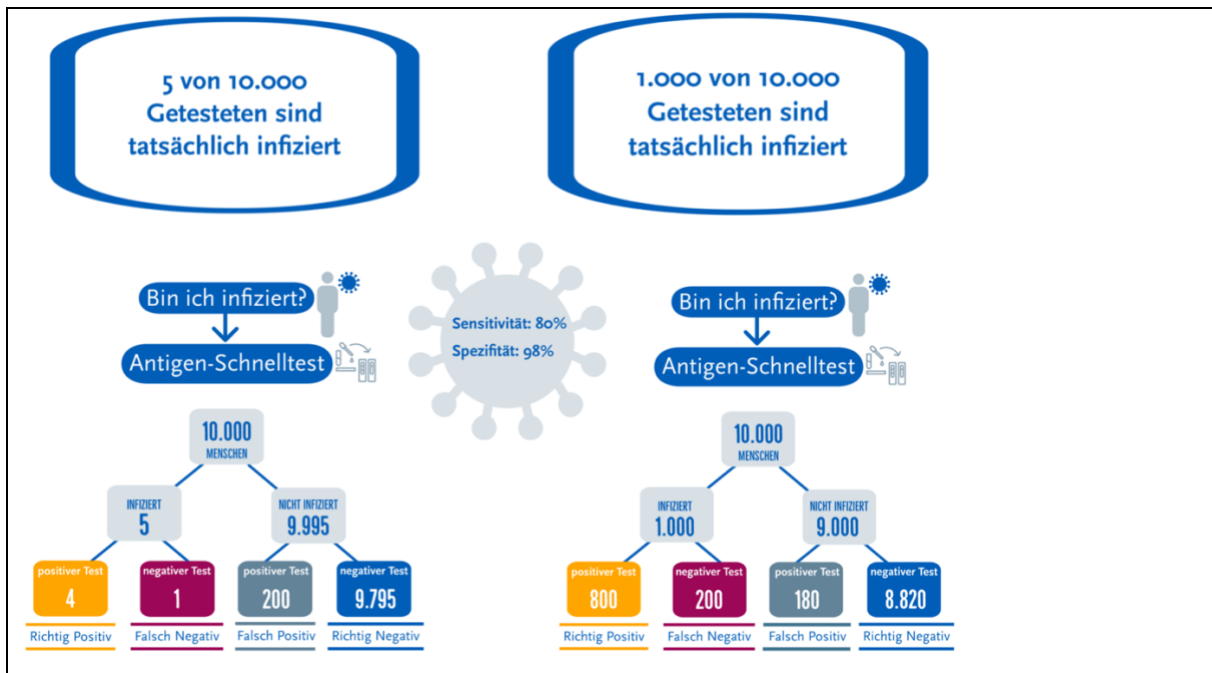 5 von 10.000
Getesteten sind
tatsächlich infiziert
1.000 von 10.000
Getesteten sind
tatsächlich infiziert
Bin ich infiziert?
Antigen-Schnelltest
Sensitivität: 80%
Spezifität: 98%
Bin ich infiziert?
Antigen-Schnelltest
10.000
MENSCHEN
INFIZIERT
5
NICHT INFIZIERT
9.995
positiver Test
4
Richtig Positiv
negativer Test
1
Falsch Negativ
positiver Test
200
Falsch Positiv
negativer Test
9.795
Richtig Negativ
10.000
MENSCHEN
INFIZIERT
1.000
NICHT INFIZIERT
9.000
positiver Test
800
Richtig Positiv
negativer Test
200
Falsch Negativ
positiver Test
180
Falsch Positiv
negativer Test
8.820
Richtig Negativ